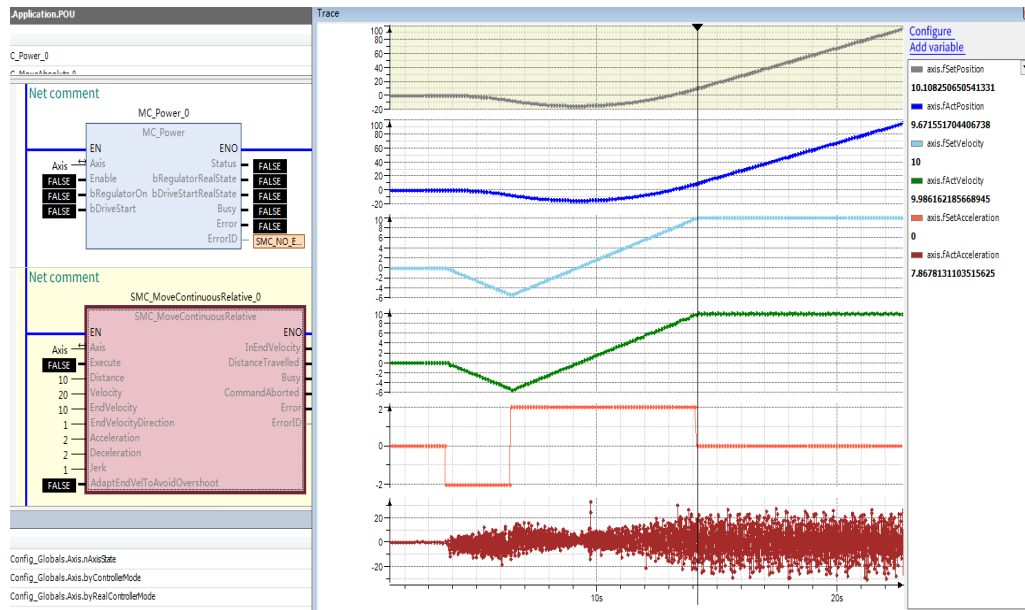 .Application.POU
C_Power_0
C_MoveAbsolute_0
Net comment
MC_Power_0
MC_Power
EN ENO
Axis Axis Status FALSE
FALSE Enable bRegulatorRealState FALSE
FALSE bRegulatorOn bDriveStartRealState FALSE
FALSE bDriveStart Busy FALSE
Error FALSE
ErrorID SMC_NO_E...
Net comment
SMC_MoveContinuousRelative_0
SMC_MoveContinuousRelative
EN ENO
Axis Axis InEndVelocity
FALSE Execute DistanceTravelled
10 Distance Busy
20 Velocity CommandAborted
10 EndVelocity Error
1 EndVelocityDirection ErrorID
2 Acceleration
2 Deceleration
1 Jerk
FALSE AdaptEndVelToAvoidOvershoot
Config_Globals.Axis.nAxisState
Config_Globals.Axis.byControllerMode
Config_Globals.Axis.byRealControllerMode
Trace
100
80
60
40
20
0
-20
100
80
60
40
20
0
-20
10
8
6
4
2
0
-2
-4
-6
10
8
6
4
2
0
-2
-4
-6
2
0
-2
20
0
-20
10s 20s
Configure
Add variable
axis.fSetPosition
10.108250650541331
axis.fActPosition
9.671551704406738
axis.fSetVelocity
10
axis.fActVelocity
9.986162185668945
axis.fSetAcceleration
0
axis.fActAcceleration
7.8678131103515625